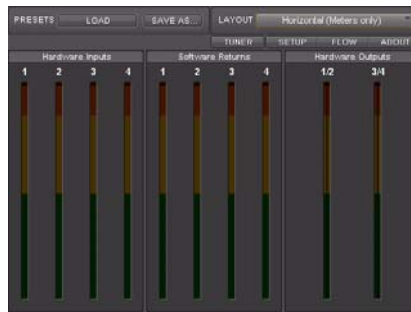 PRESETS LOAD SAVE AS... LAYOUT Horizontal (Meters only)
TUNER SETUP FLOW ABOUT
Hardware Inputs Software Returns Hardware Outputs
1 2 3 4 1 2 3 4 1/2 3/4